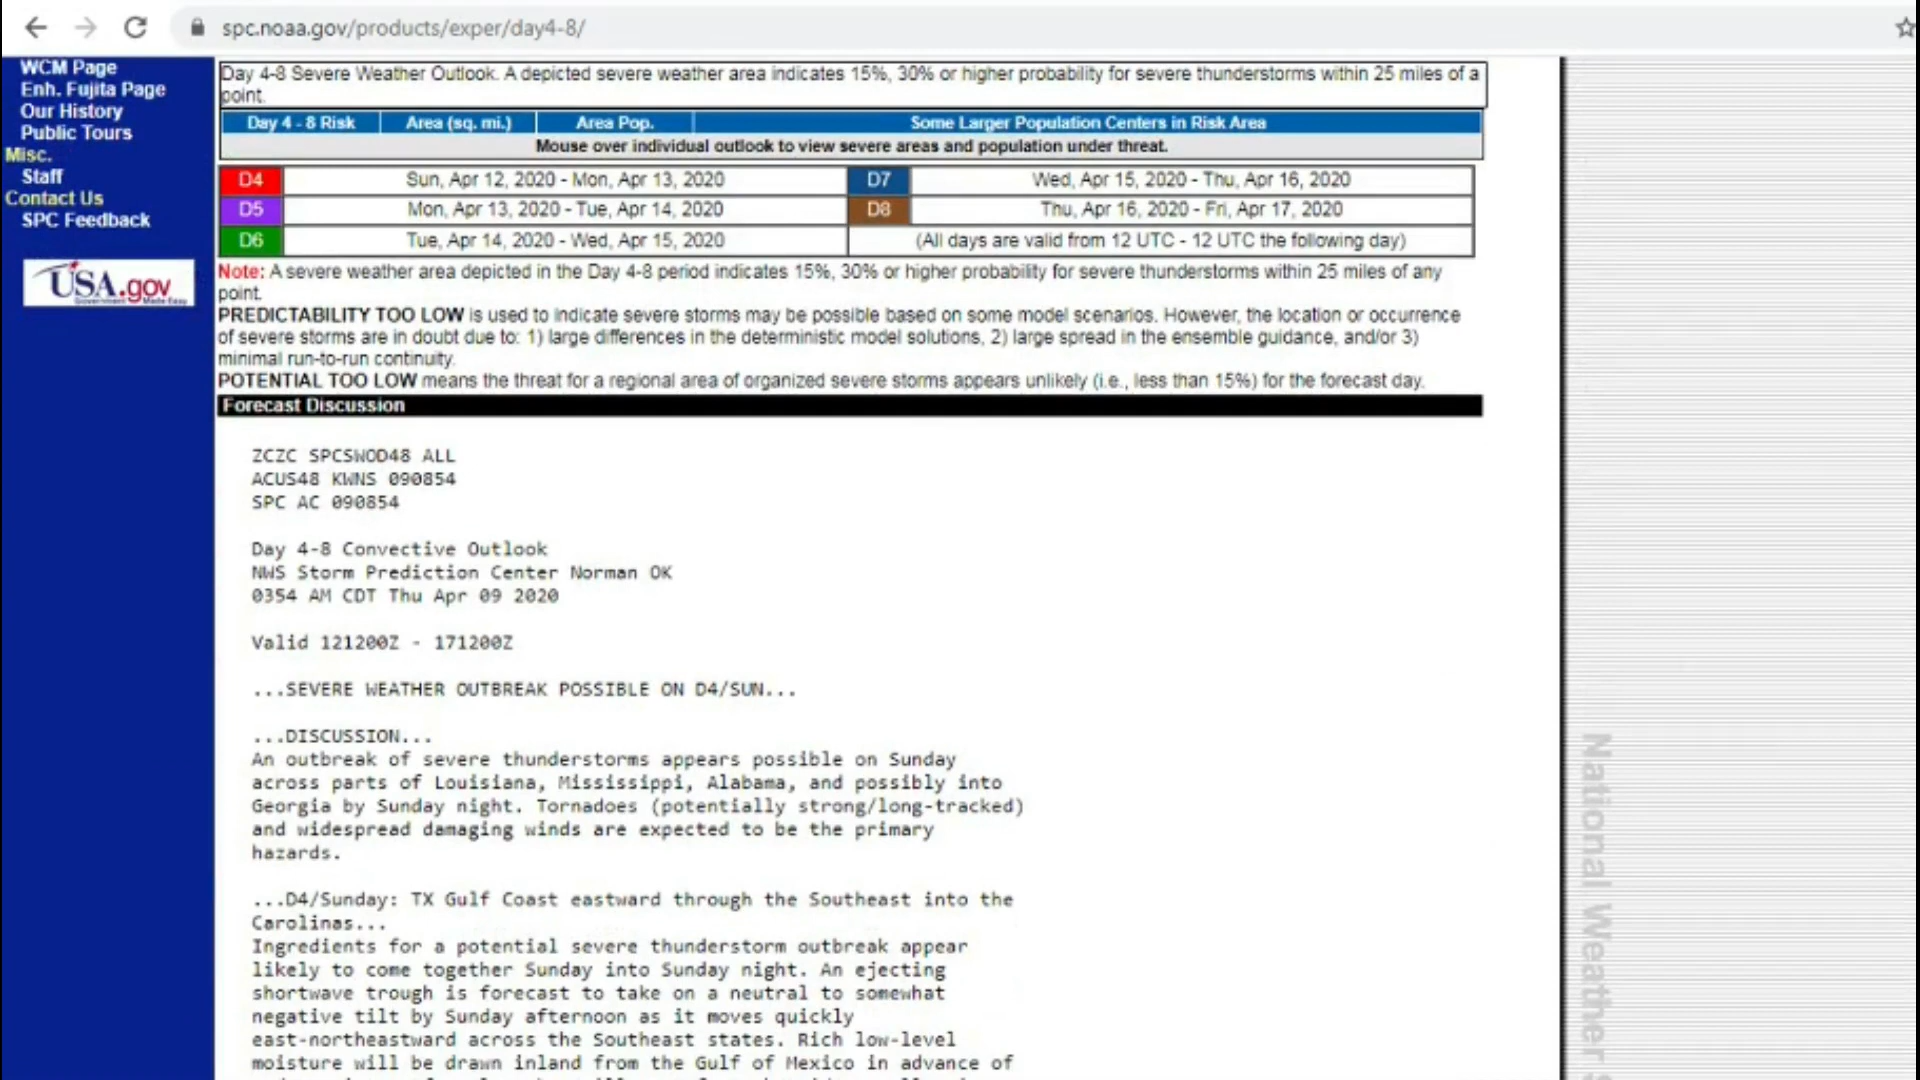 spc.noaa.gov/products/exper/day4-8/
WCM Page
Enh. Fujita Page
Our History
Public Tours
Misc.
Staff
Contact Us
SPC Feedback
USA.gov
Day 4-8 Severe Weather Outlook. A depicted severe weather area indicates 15%, 30% or higher probability for severe thunderstorms within 25 miles of a
point.
Day 4 - 8 Risk Area (sq. mi.) Area Pop. Some Larger Population Centers in Risk Area
Mouse over individual outlook to view severe areas and population under threat.
D4 Sun, Apr 12, 2020 - Mon, Apr 13, 2020 D7 Wed, Apr 15, 2020 - Thu, Apr 16, 2020
D5 Mon, Apr 13, 2020 - Tue, Apr 14, 2020 D8 Thu, Apr 16, 2020 - Fri, Apr 17, 2020
D6 Tue, Apr 14, 2020 - Wed, Apr 15, 2020 (All days are valid from 12 UTC - 12 UTC the following day)
Note: A severe weather area depicted in the Day 4-8 period indicates 15%, 30% or higher probability for severe thunderstorms within 25 miles of any
point.
PREDICTABILITY TOO LOW is used to indicate severe storms may be possible based on some model scenarios. However, the location or occurrence
of severe storms are in doubt due to: 1) large differences in the deterministic model solutions, 2) large spread in the ensemble guidance, and/or 3)
minimal run-to-run continuity.
POTENTIAL TOO LOW means the threat for a regional area of organized severe storms appears unlikely (i.e., less than 15%) for the forecast day.
Forecast Discussion
ZCZC SPCSWOD48 ALL
ACUS48 KWNS 090854
SPC AC 090854
Day 4-8 Convective Outlook
NWS Storm Prediction Center Norman OK
0354 AM CDT Thu Apr 09 2020
Valid 121200Z - 171200Z
...SEVERE WEATHER OUTBREAK POSSIBLE ON D4/SUN...
...DISCUSSION...
An outbreak of severe thunderstorms appears possible on Sunday
across parts of Louisiana, Mississippi, Alabama, and possibly into
Georgia by Sunday night. Tornadoes (potentially strong/long-tracked)
and widespread damaging winds are expected to be the primary
hazards.
...D4/Sunday: TX Gulf Coast eastward through the Southeast into the
Carolinas...
Ingredients for a potential severe thunderstorm outbreak appear
likely to come together Sunday into Sunday night. An ejecting
shortwave trough is forecast to take on a neutral to somewhat
negative tilt by Sunday afternoon as it moves quickly
east-northeastward across the Southeast states. Rich low-level
moisture will be drawn inland from the Gulf of Mexico in advance of
National Weather S